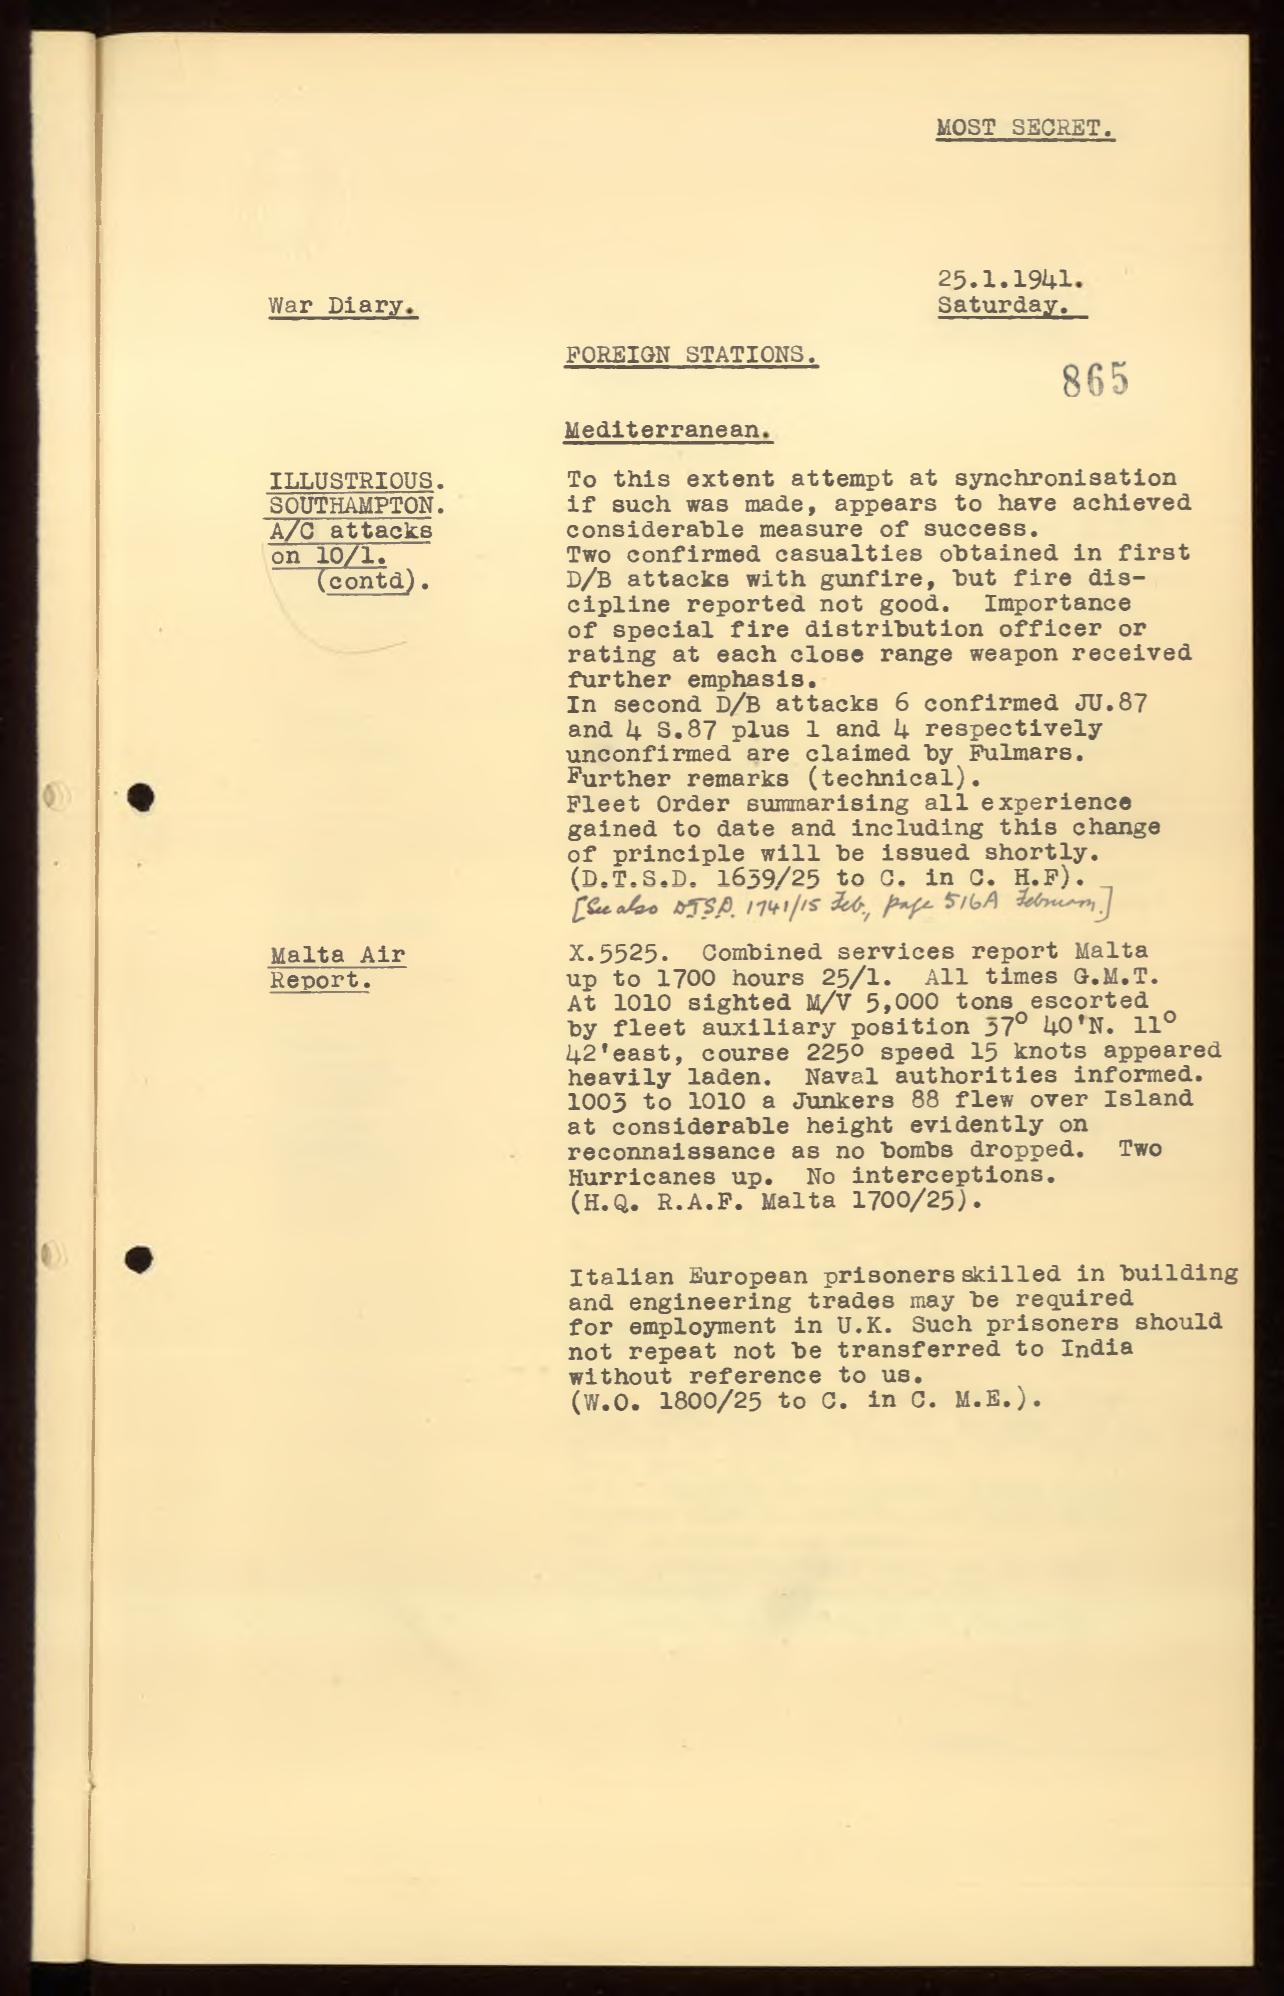 MOST SECRET.
25.1.1941.
War Diary.
Saturday.
FOREIGN STATIONS.
865
Mediterranean.
ILLUSTRIOUS.
SOUTHAMPTON.
A/C attacks
on 10/1.
(contd).
To this extent attempt at synchronisation
if such was made, appears to have achieved
considerable measure of success.
Two confirmed casualties obtained in first
D/B attacks with gunfire, but fire dis-
cipline reported not good. Importance
of special fire distribution officer or
rating at each close range weapon received
further emphasis.
In second D/B attacks 6 confirmed JU.87
and 4 S.87 plus 1 and 4 respectively
unconfirmed are claimed by Fulmars.
Further remarks (technical).
Fleet Order summarising all experience
gained to date and including this change
of principle will be issued shortly.
(D.T.S.D. 1639/25 to C. in C. H.F).
[See also DTSD. 1741/15 Feb., page 516A February.]
Malta Air
Report.
X.5525. Combined services report Malta
up to 1700 hours 25/1. All times G.M.T.
At 1010 sighted M/V 5,000 tons escorted
by fleet auxiliary position 37° 40'N. 11°
42'east, course 225° speed 15 knots appeared
heavily laden. Naval authorities informed.
1003 to 1010 a Junkers 88 flew over Island
at considerable height evidently on
reconnaissance as no bombs dropped. Two
Hurricanes up. No interceptions.
(H.Q. R.A.F. Malta 1700/25).
Italian European prisoners skilled in building
and engineering trades may be required
for employment in U.K. Such prisoners should
not repeat not be transferred to India
without reference to us.
(W.O. 1800/25 to C. in C. M.E.).